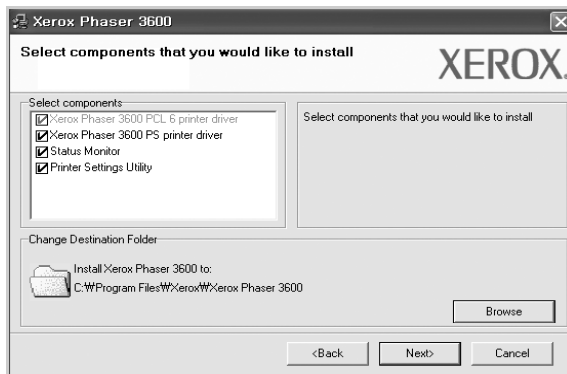 Xerox Phaser 3600
Select components that you would like to install
XEROX.
Select components
Xerox Phaser 3600 PCL 6 printer driver
Xerox Phaser 3600 PS printer driver
Status Monitor
Printer Settings Utility
Select components that you would like to install
Change Destination Folder
Install Xerox Phaser 3600 to:
C:₩Program Files₩Xerox₩Xerox Phaser 3600
Browse
<Back
Next>
Cancel